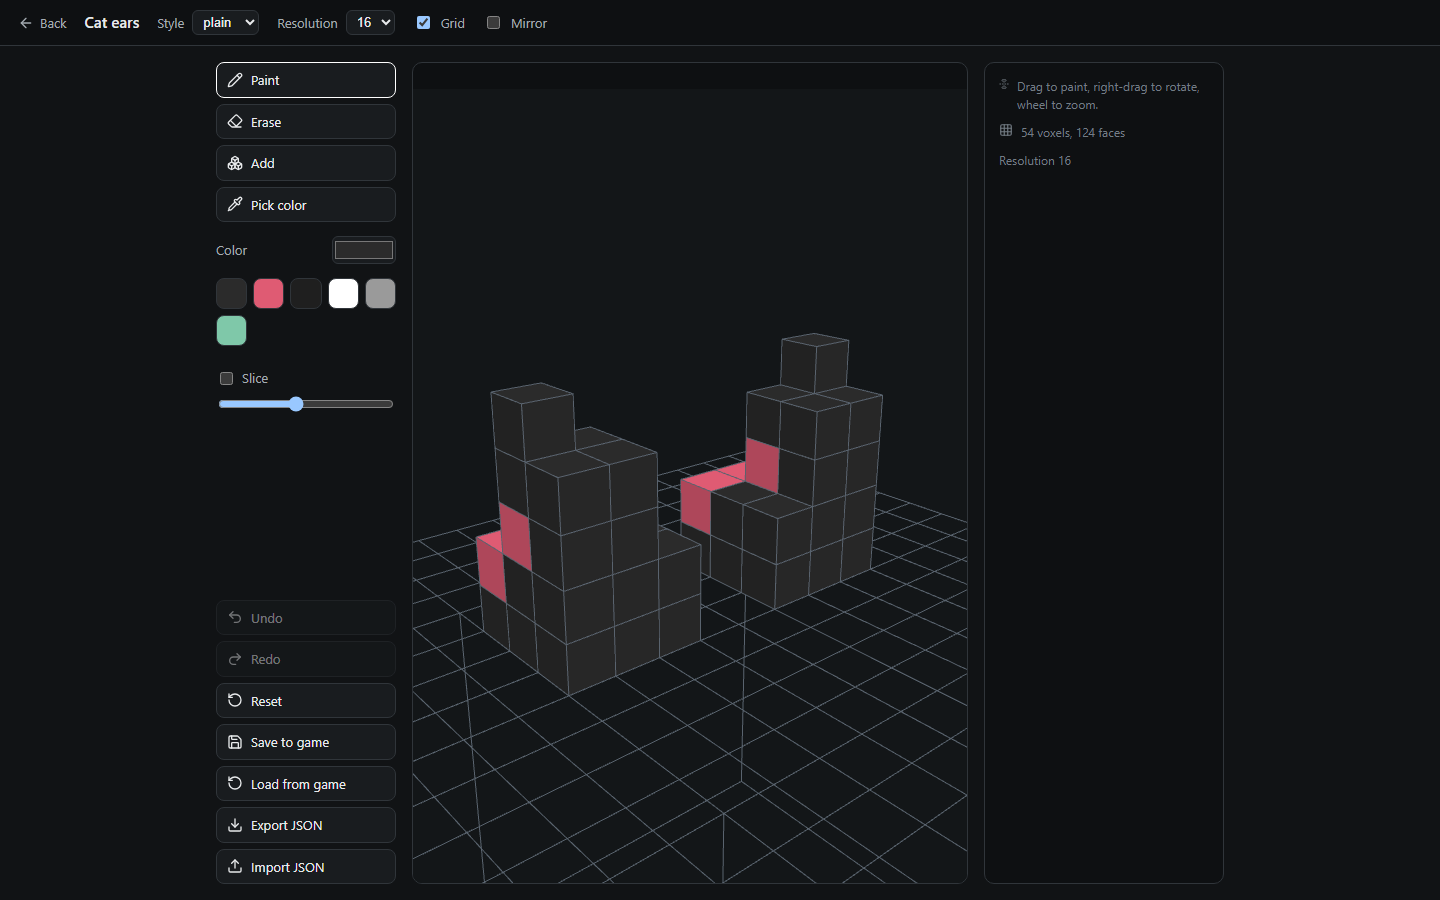 Back
Cat ears
Style
plain
Resolution
16
Grid
Mirror
Paint
Erase
Add
Pick color
Color
Slice
Undo
Redo
Reset
Save to game
Load from game
Export JSON
Import JSON
Drag to paint, right-drag to rotate,
wheel to zoom.
54 voxels, 124 faces
Resolution 16